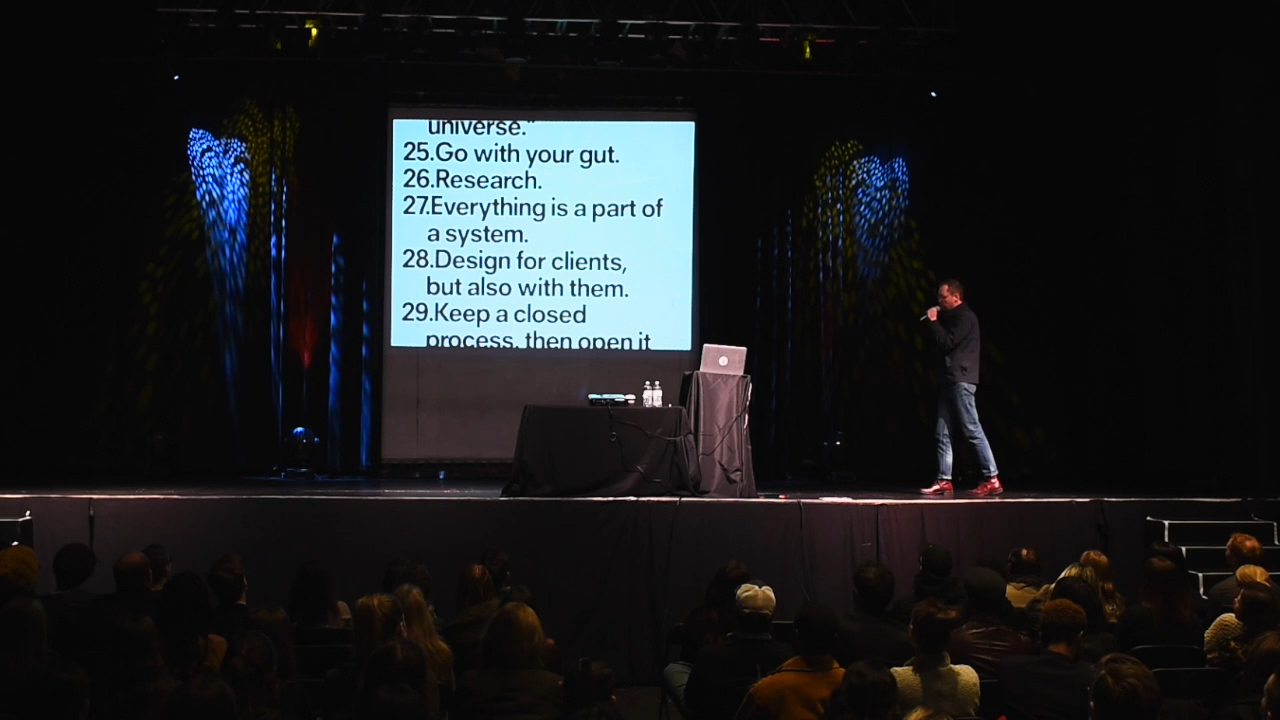 universe."
25.Go with your gut.
26.Research.
27.Everything is a part of
a system.
28.Design for clients,
but also with them.
29.Keep a closed
process, then open it